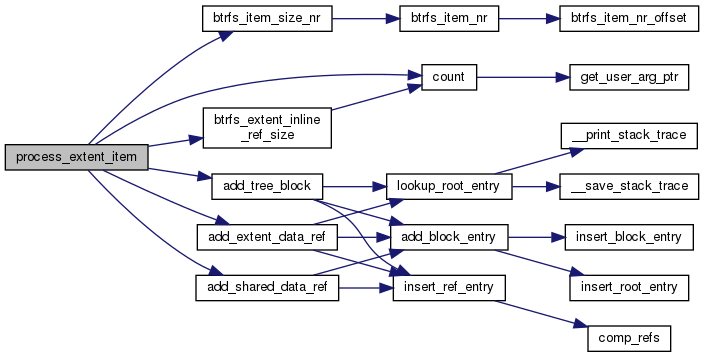 btrfs_item_size_nr
btrfs_item_nr
btrfs_item_nr_offset
count
get_user_arg_ptr
btrfs_extent_inline
_ref_size
process_extent_item
__print_stack_trace
add_tree_block
lookup_root_entry
__save_stack_trace
add_extent_data_ref
add_block_entry
insert_block_entry
add_shared_data_ref
insert_ref_entry
insert_root_entry
comp_refs